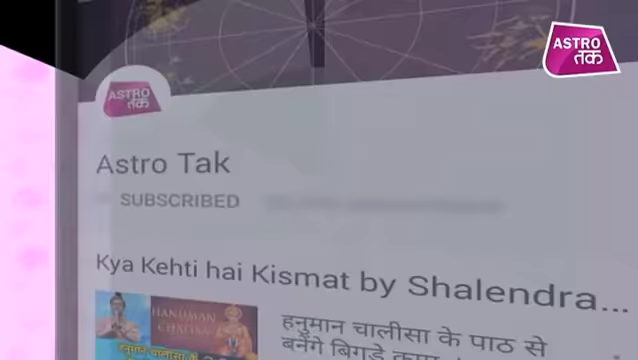 ASTRO
तक
ASTRO
तक
Astro Tak
SUBSCRIBED
Kya Kehti hai Kismat by Shalendra...
HANUMAN
CHALISA
हनुमान चालीसा के पाठ से
बनेंगे बिगड़े काम